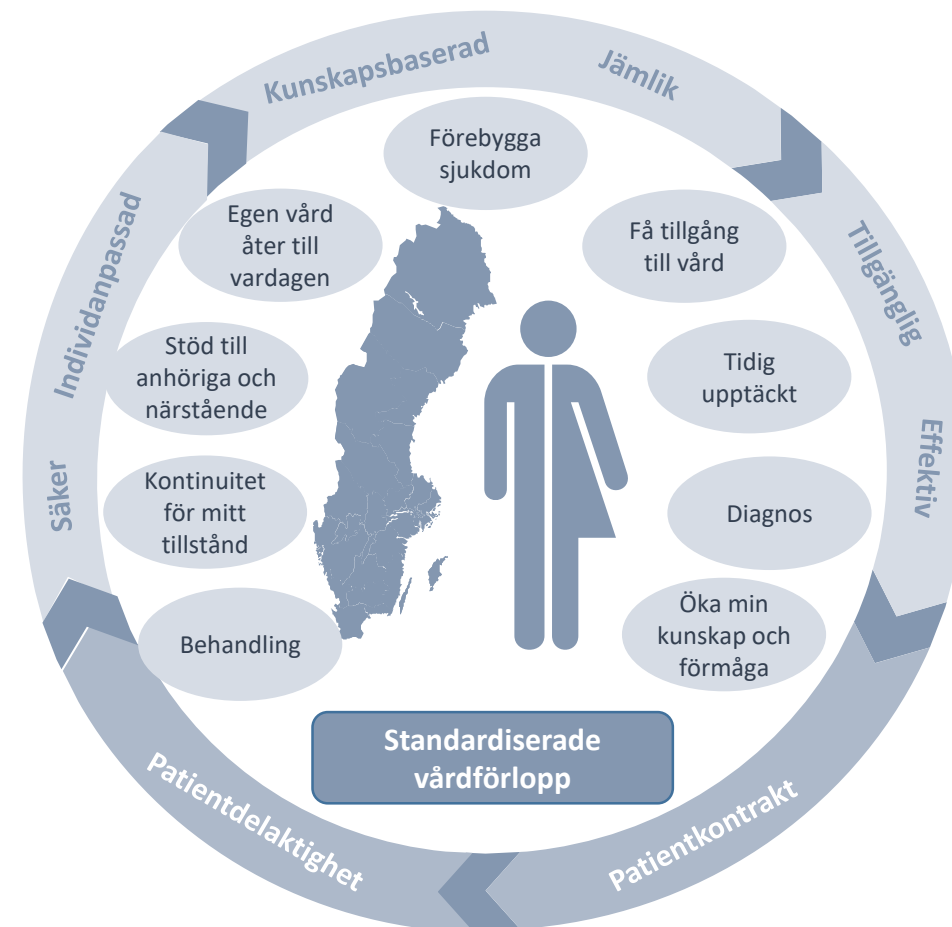 Kunskapsbaserad
Jämlik
Tillgänglig
Effektiv
Patientkontrakt
Patientdelaktighet
Säker
Individanpassad
Förebygga
sjukdom
Få tillgång
till vård
Tidig
upptäckt
Diagnos
Öka min
kunskap och
förmåga
Behandling
Kontinuitet
för mitt
tillstånd
Stöd till
anhöriga och
närstående
Egen vård
åter till
vardagen
Standardiserade
vårdförlopp